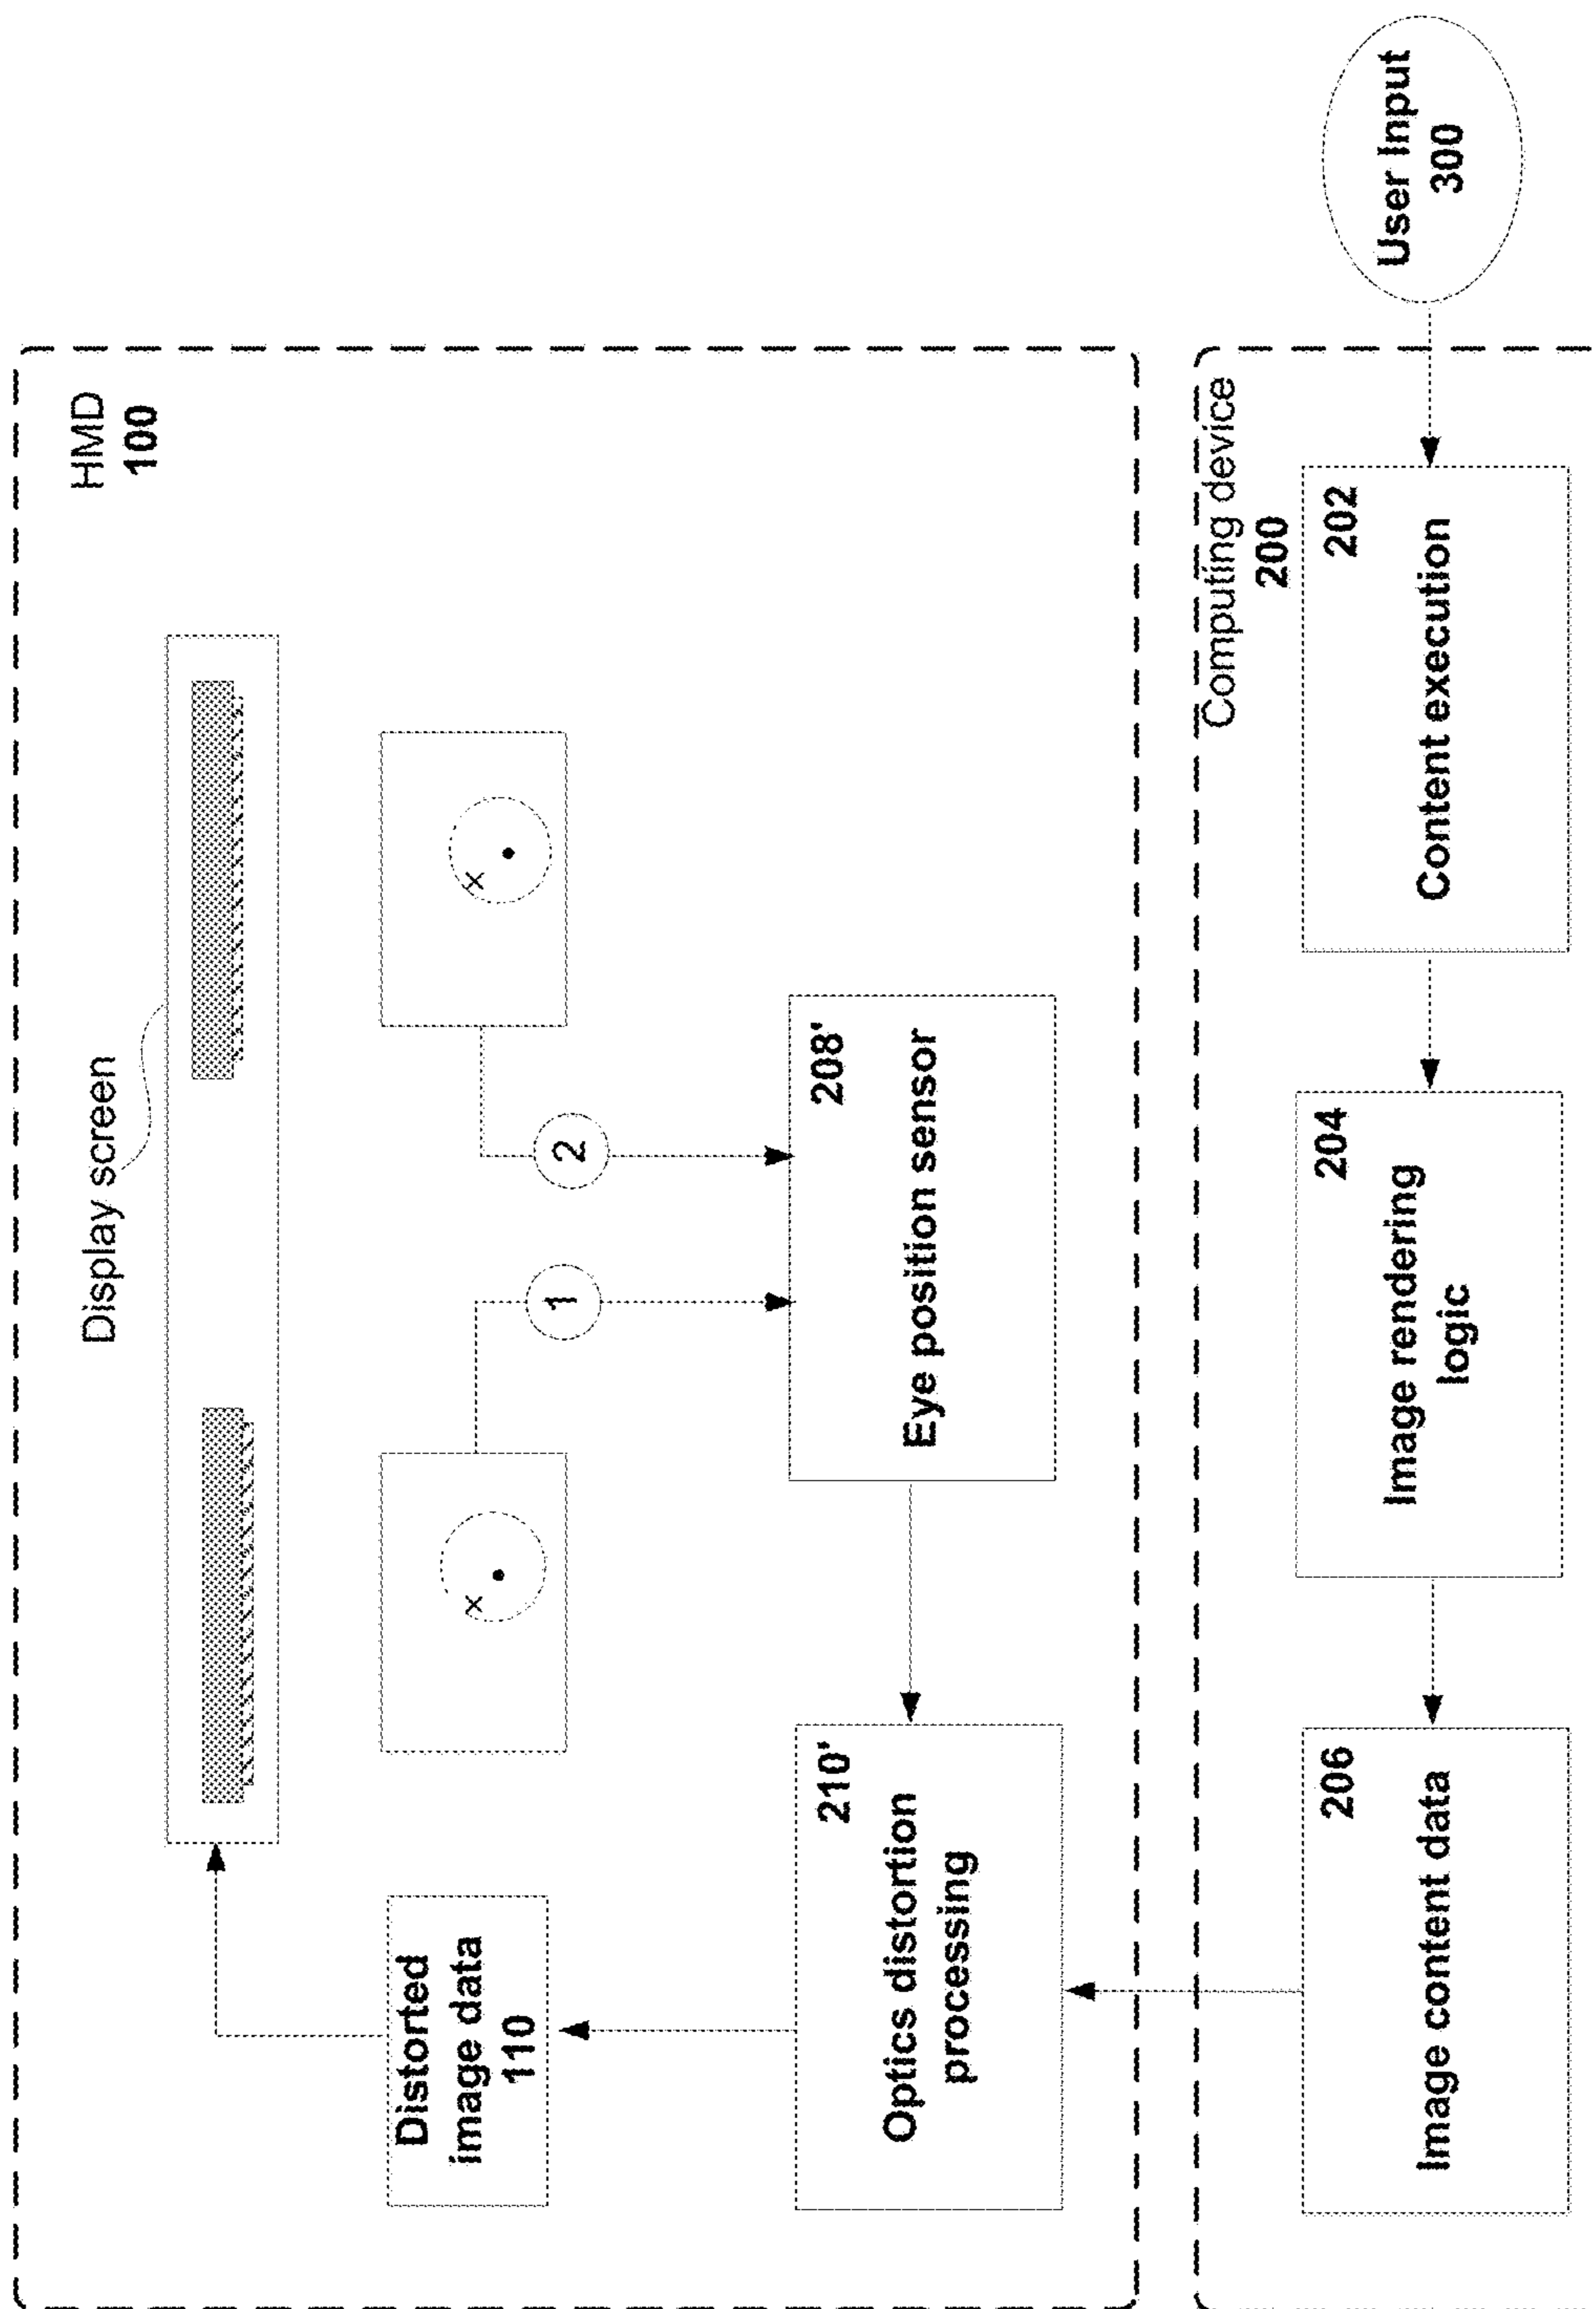 HMD
100
Display screen
1
2
208'
Eye position sensor
Distorted
image data
110
210'
Optics distortion
processing
Computing device
200
User Input
300
202
Content execution
204
Image rendering
logic
206
Image content data